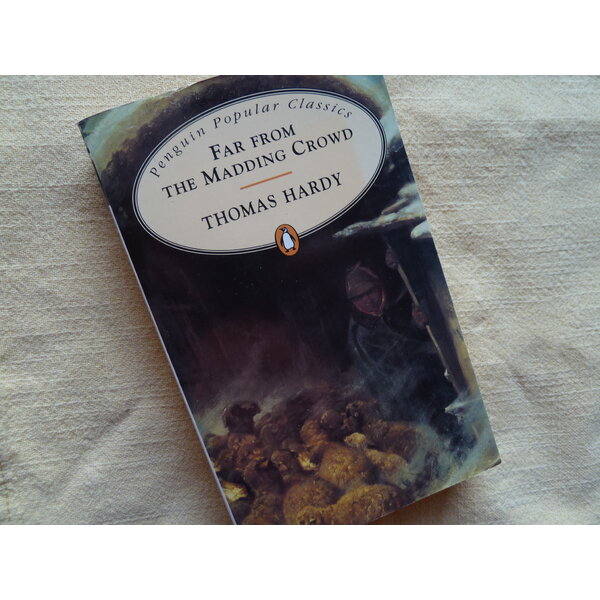 Penguin Popular Classics
FAR FROM
THE MADDING CROWD
THOMAS HARDY